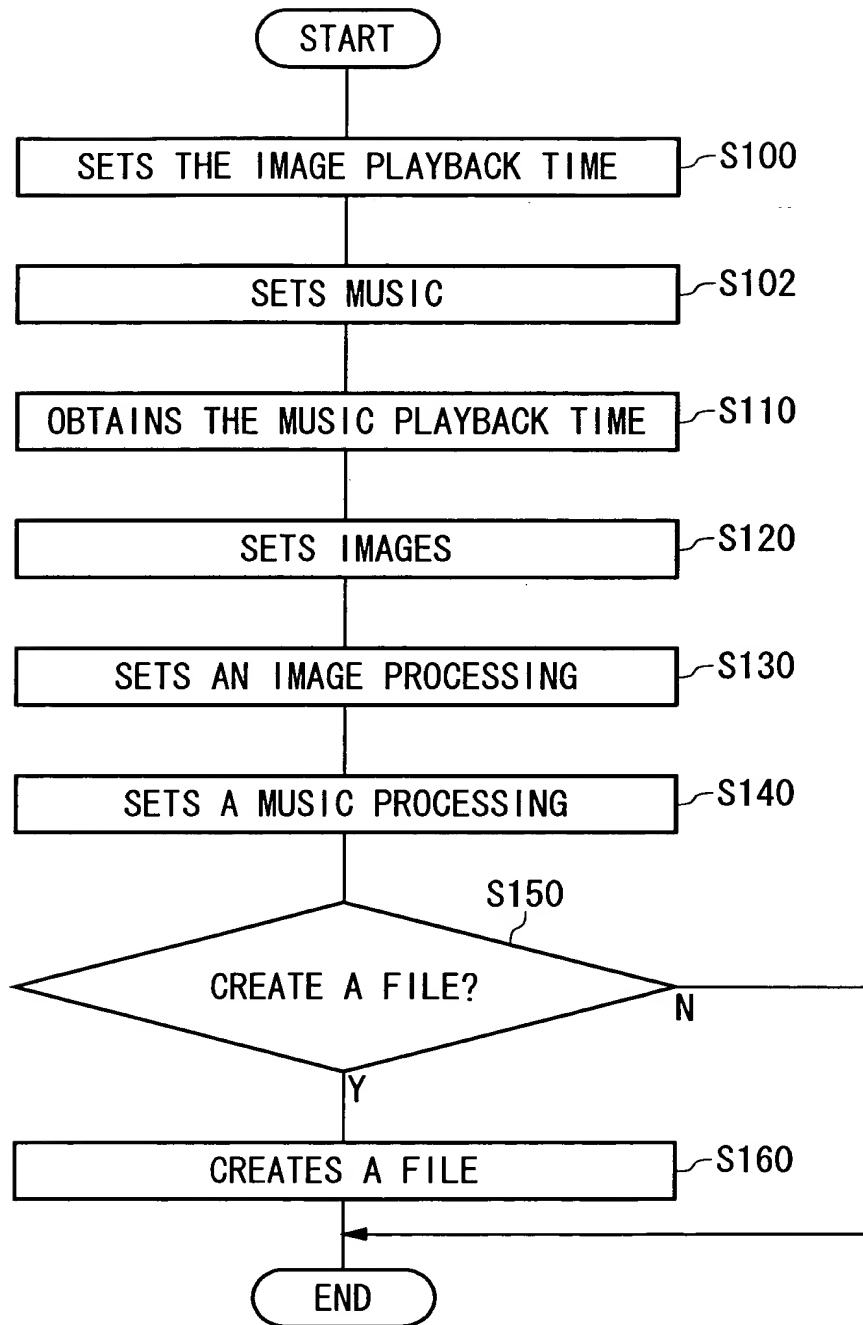 START
SETS THE IMAGE PLAYBACK TIME
S100
SETS MUSIC
S102
OBTAINS THE MUSIC PLAYBACK TIME
S110
SETS IMAGES
S120
SETS AN IMAGE PROCESSING
S130
SETS A MUSIC PROCESSING
S140
S150
CREATE A FILE?
N
Y
CREATES A FILE
S160
END